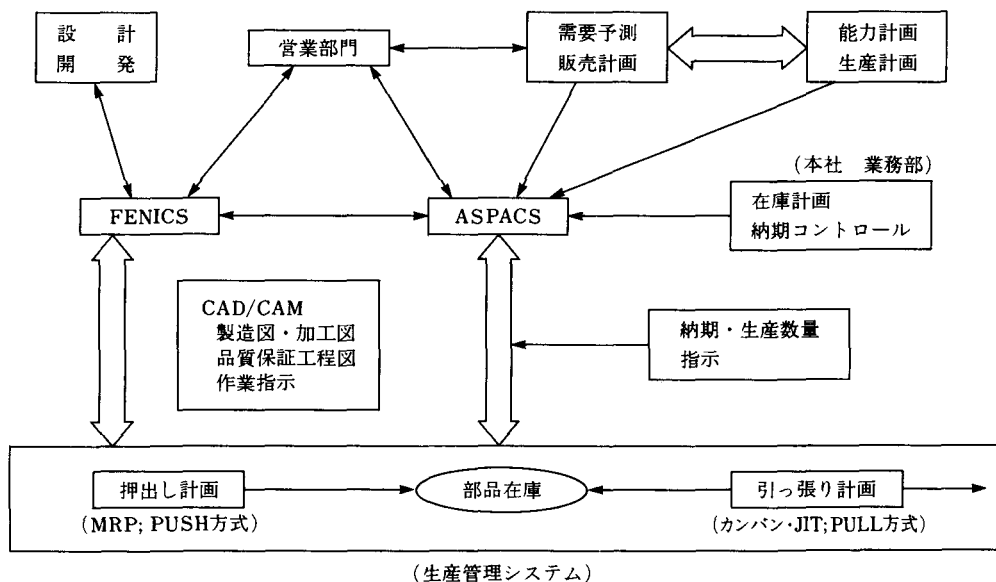 設 計
開 発
営業部門
需要予測
販売計画
能力計画
生産計画
(本社 業務部)
FENICS
ASPACS
在庫計画
納期コントロール
CAD/CAM
製造図・加工図
品質保証工程図
作業指示
納期・生産数量
指示
押出し計画
(MRP; PUSH方式)
部品在庫
引っ張り計画
(カンバン・JIT;PULL方式)
(生産管理システム)